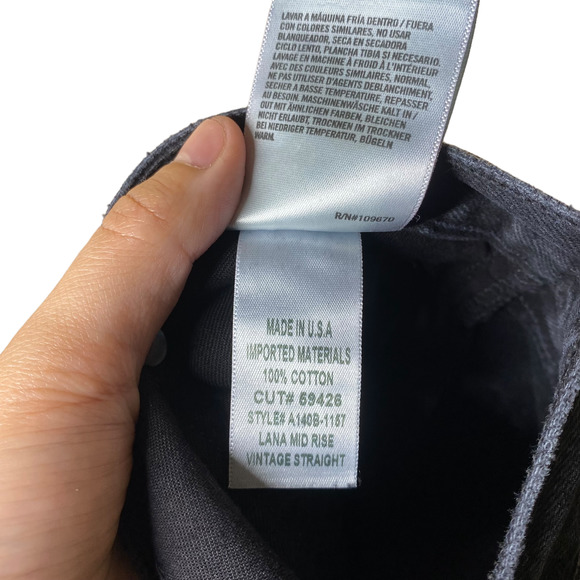 LAVAR A MÁQUINA FRÍA DENTRO / FUERA
CON COLORES SIMILARES, NO USAR
BLANQUEADOR, SECA EN SECADORA
CICLO LENTO, PLANCHA TIBIA SI NECESARIO.
LAVAGE EN MACHINE À FROID À L'INTÉRIEUR
AVEC DES COULEURS SIMILAIRES, NORMAL,
NE PAS UTILISER D'AGENTS DEBLANCHIMENT,
SÉCHER A BASSE TEMPERATURE, REPASSER
AU BESOIN. MASCHINENWÄSCHE KALT IN /
OUT MIT ÄHNLICHEN FARBEN, BLEICHEN
NICHT ERLAUBT, TROCKNEN /IM TROCKNER
BEI NIEDRIGER TEMPERATUR, BÜGELN
WARM.
R/N#109670
MADE IN U.S.A
IMPORTED MATERIALS
100% COTTON
CUT# 59426
STYLE# A140B-1157
LANA MID RISE
VINTAGE STRAIGHT